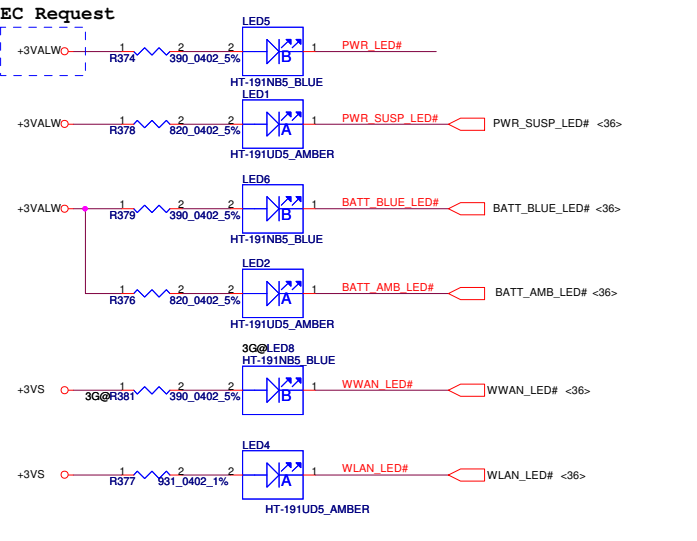 EC Request
LED5
+3VALW 1 2 2 B 1 PWR_LED#
R374 390_0402_5%
HT-191NB5_BLUE
LED1
+3VALW 1 2 2 A 1 PWR_SUSP_LED# PWR_SUSP_LED# <36>
R378 820_0402_5%
HT-191UD5_AMBER
LED6
+3VALW 1 2 2 B 1 BATT_BLUE_LED# BATT_BLUE_LED# <36>
R379 390_0402_5%
HT-191NB5_BLUE
LED2
1 2 2 A 1 BATT_AMB_LED# BATT_AMB_LED# <36>
R376 820_0402_5%
HT-191UD5_AMBER
3G@LED8
HT-191NB5_BLUE
+3VS 1 2 2 B 1 WWAN_LED# WWAN_LED# <36>
3G@R381 390_0402_5%
LED4
+3VS 1 2 2 A 1 WLAN_LED# WLAN_LED# <36>
R377 931_0402_1%
HT-191UD5_AMBER